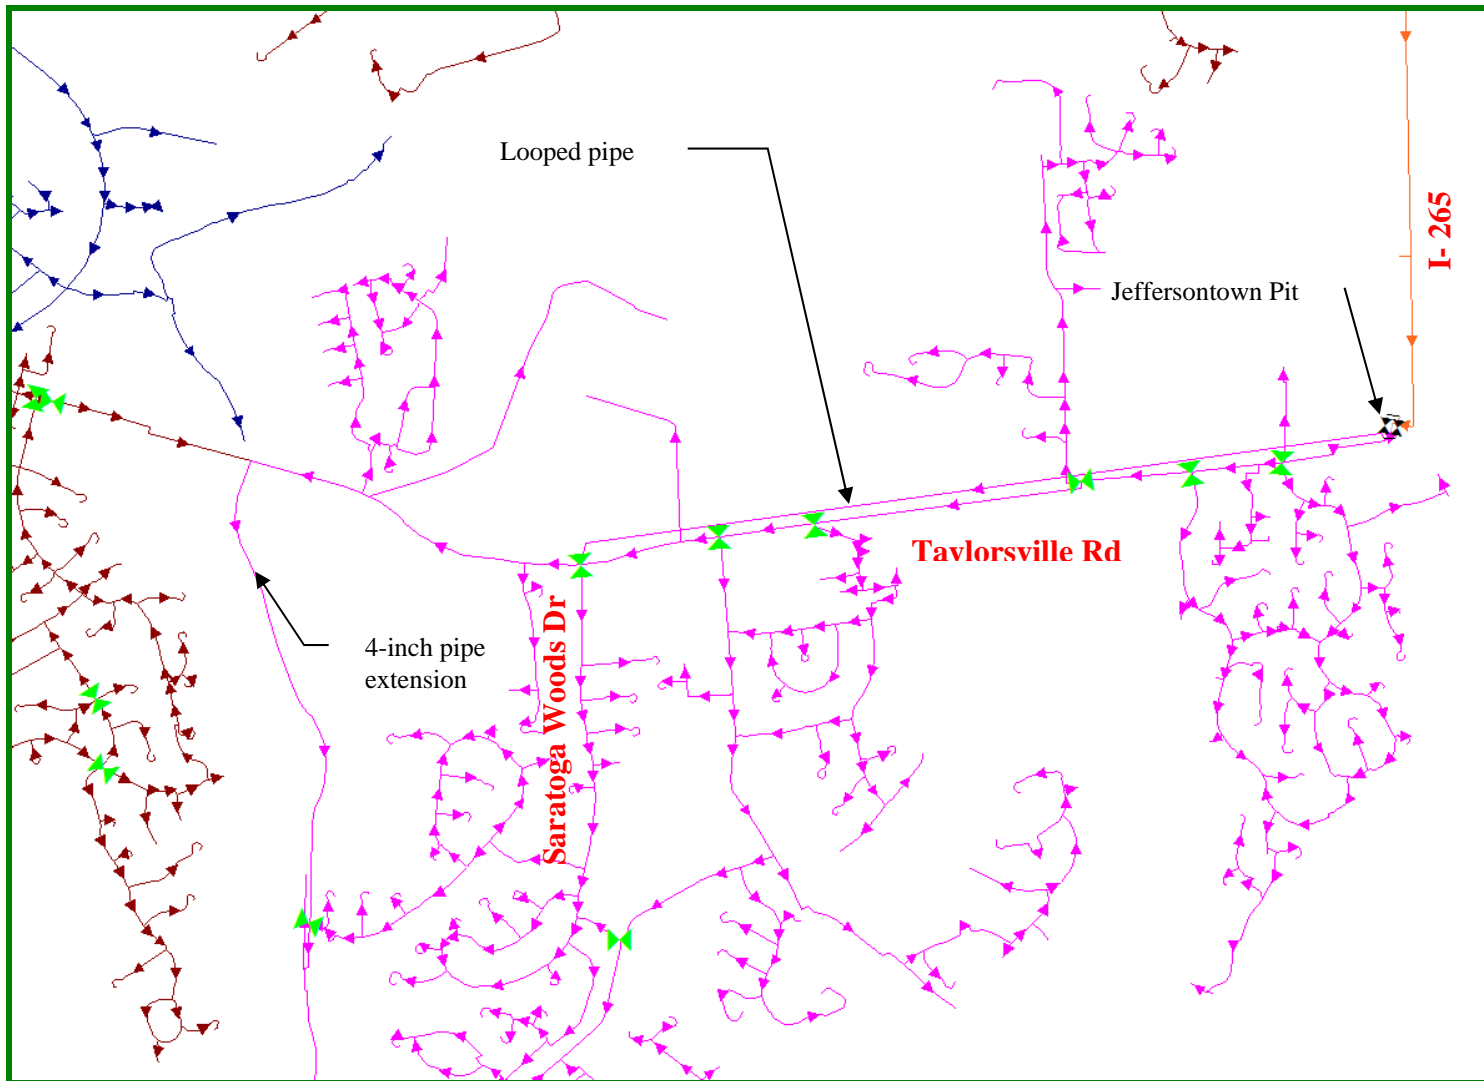 Looped pipe
I- 265
Jeffersontown Pit
Taylorsville Rd
Saratoga Woods Dr
4-inch pipe
extension